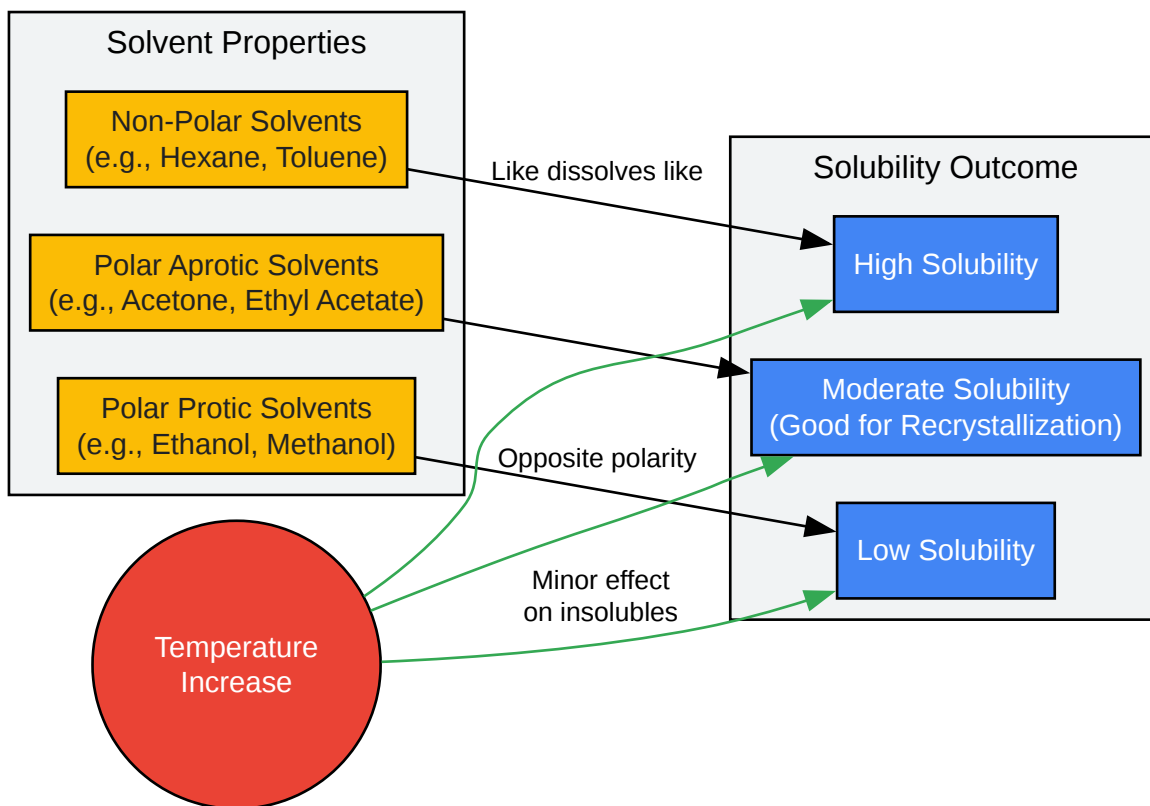 Solvent Properties
Non-Polar Solvents
(e.g., Hexane, Toluene)
Polar Aprotic Solvents
(e.g., Acetone, Ethyl Acetate)
Polar Protic Solvents
(e.g., Ethanol, Methanol)
Like dissolves like
Opposite polarity
Minor effect
on insolubles
Solubility Outcome
High Solubility
Moderate Solubility
(Good for Recrystallization)
Low Solubility
Temperature
Increase